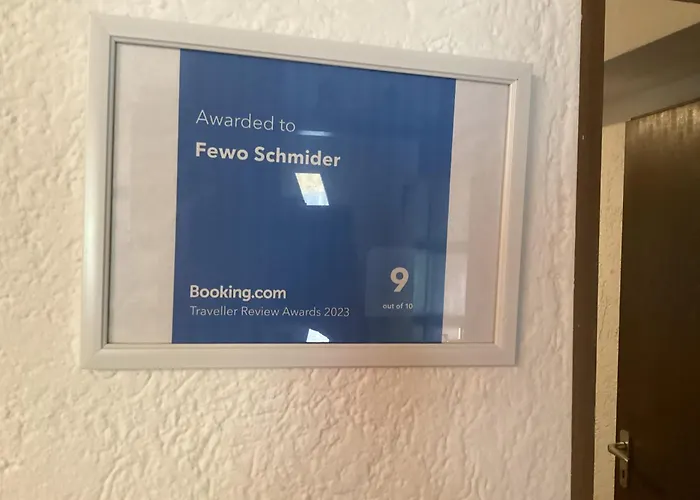 Awarded to
Fewo Schmider
9
out of 10
Booking.com
Traveller Review Awards 2023